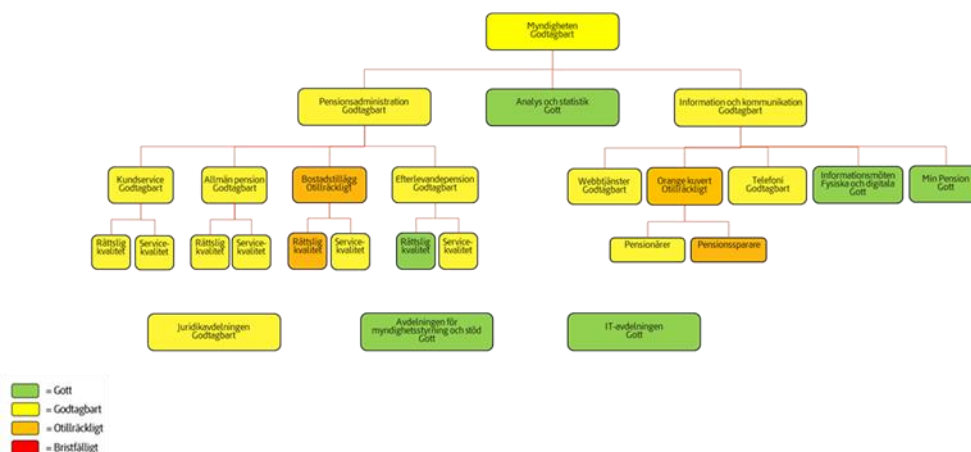 Myndigheten
Godtagbart
Pensionsadministration
Godtagbart
Analys och statistik
Gott
Information och kommunikation
Godtagbart
Kundservice
Godtagbart
Allmän pension
Godtagbart
Bostadstillägg
Otillräckligt
Efterlevandepension
Godtagbart
Webbtjänster
Godtagbart
Orange kuvert
Otillräckligt
Telefoni
Godtagbart
Informationsmöten
Fysiska och digitala
Gott
Min Pension
Gott
Rättslig
kvalitet
Service-
kvalitet
Rättslig
kvalitet
Service-
kvalitet
Rättslig
kvalitet
Service-
kvalitet
Rättslig
kvalitet
Service-
kvalitet
Pensionärer
Pensionssparare
Juridikavdelningen
Godtagbart
Avdelningen för
myndighetsstyrning och stöd
Gott
IT-avdelningen
Gott
= Gott
= Godtagbart
= Otillräckligt
= Bristfälligt